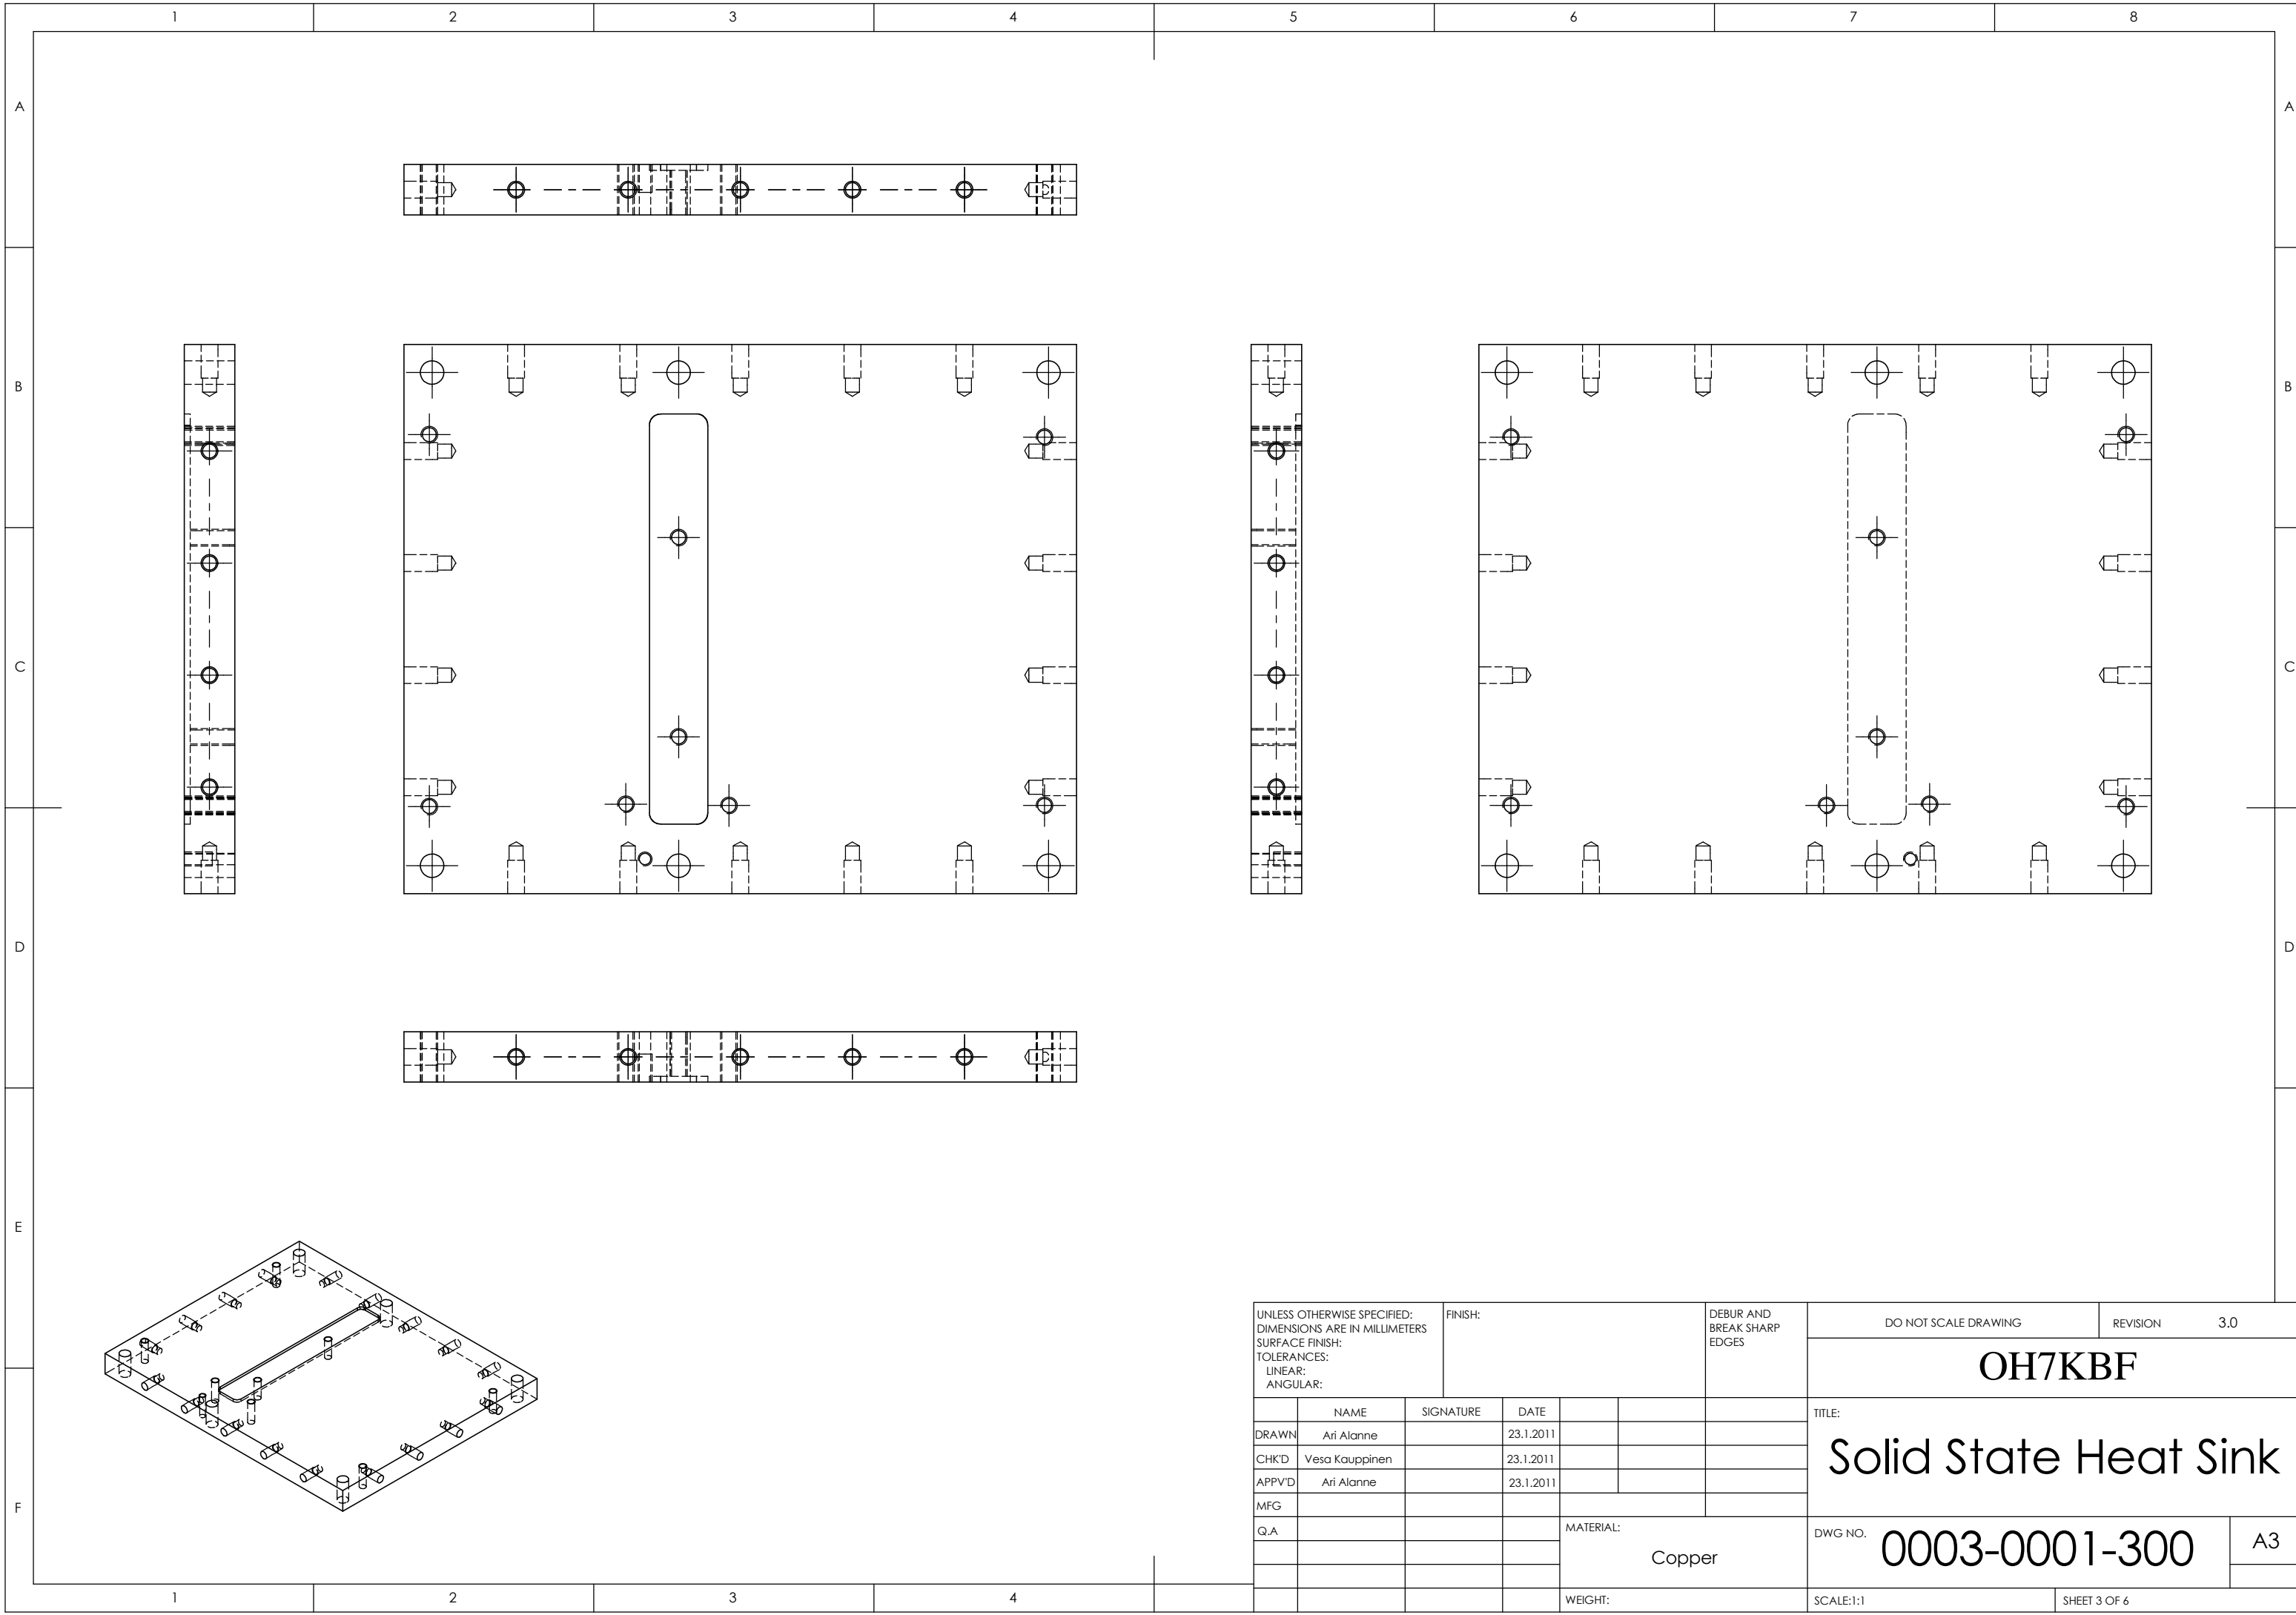 1 2 3 4 5 6 7 8
A A
B B
C C
D D
E
F
UNLESS OTHERWISE SPECIFIED:
DIMENSIONS ARE IN MILLIMETERS
SURFACE FINISH:
TOLERANCES:
LINEAR:
ANGULAR:
FINISH:
DEBUR AND
BREAK SHARP
EDGES
DO NOT SCALE DRAWING
REVISION 3.0
OH7KBF
NAME SIGNATURE DATE
DRAWN Ari Alanne 23.1.2011
CHK'D Vesa Kauppinen 23.1.2011
APPV'D Ari Alanne 23.1.2011
MFG
Q.A
MATERIAL:
Copper
WEIGHT:
TITLE:
Solid State Heat Sink
DWG NO. 0003-0001-300
A3
SCALE:1:1
SHEET 3 OF 6
1 2 3 4